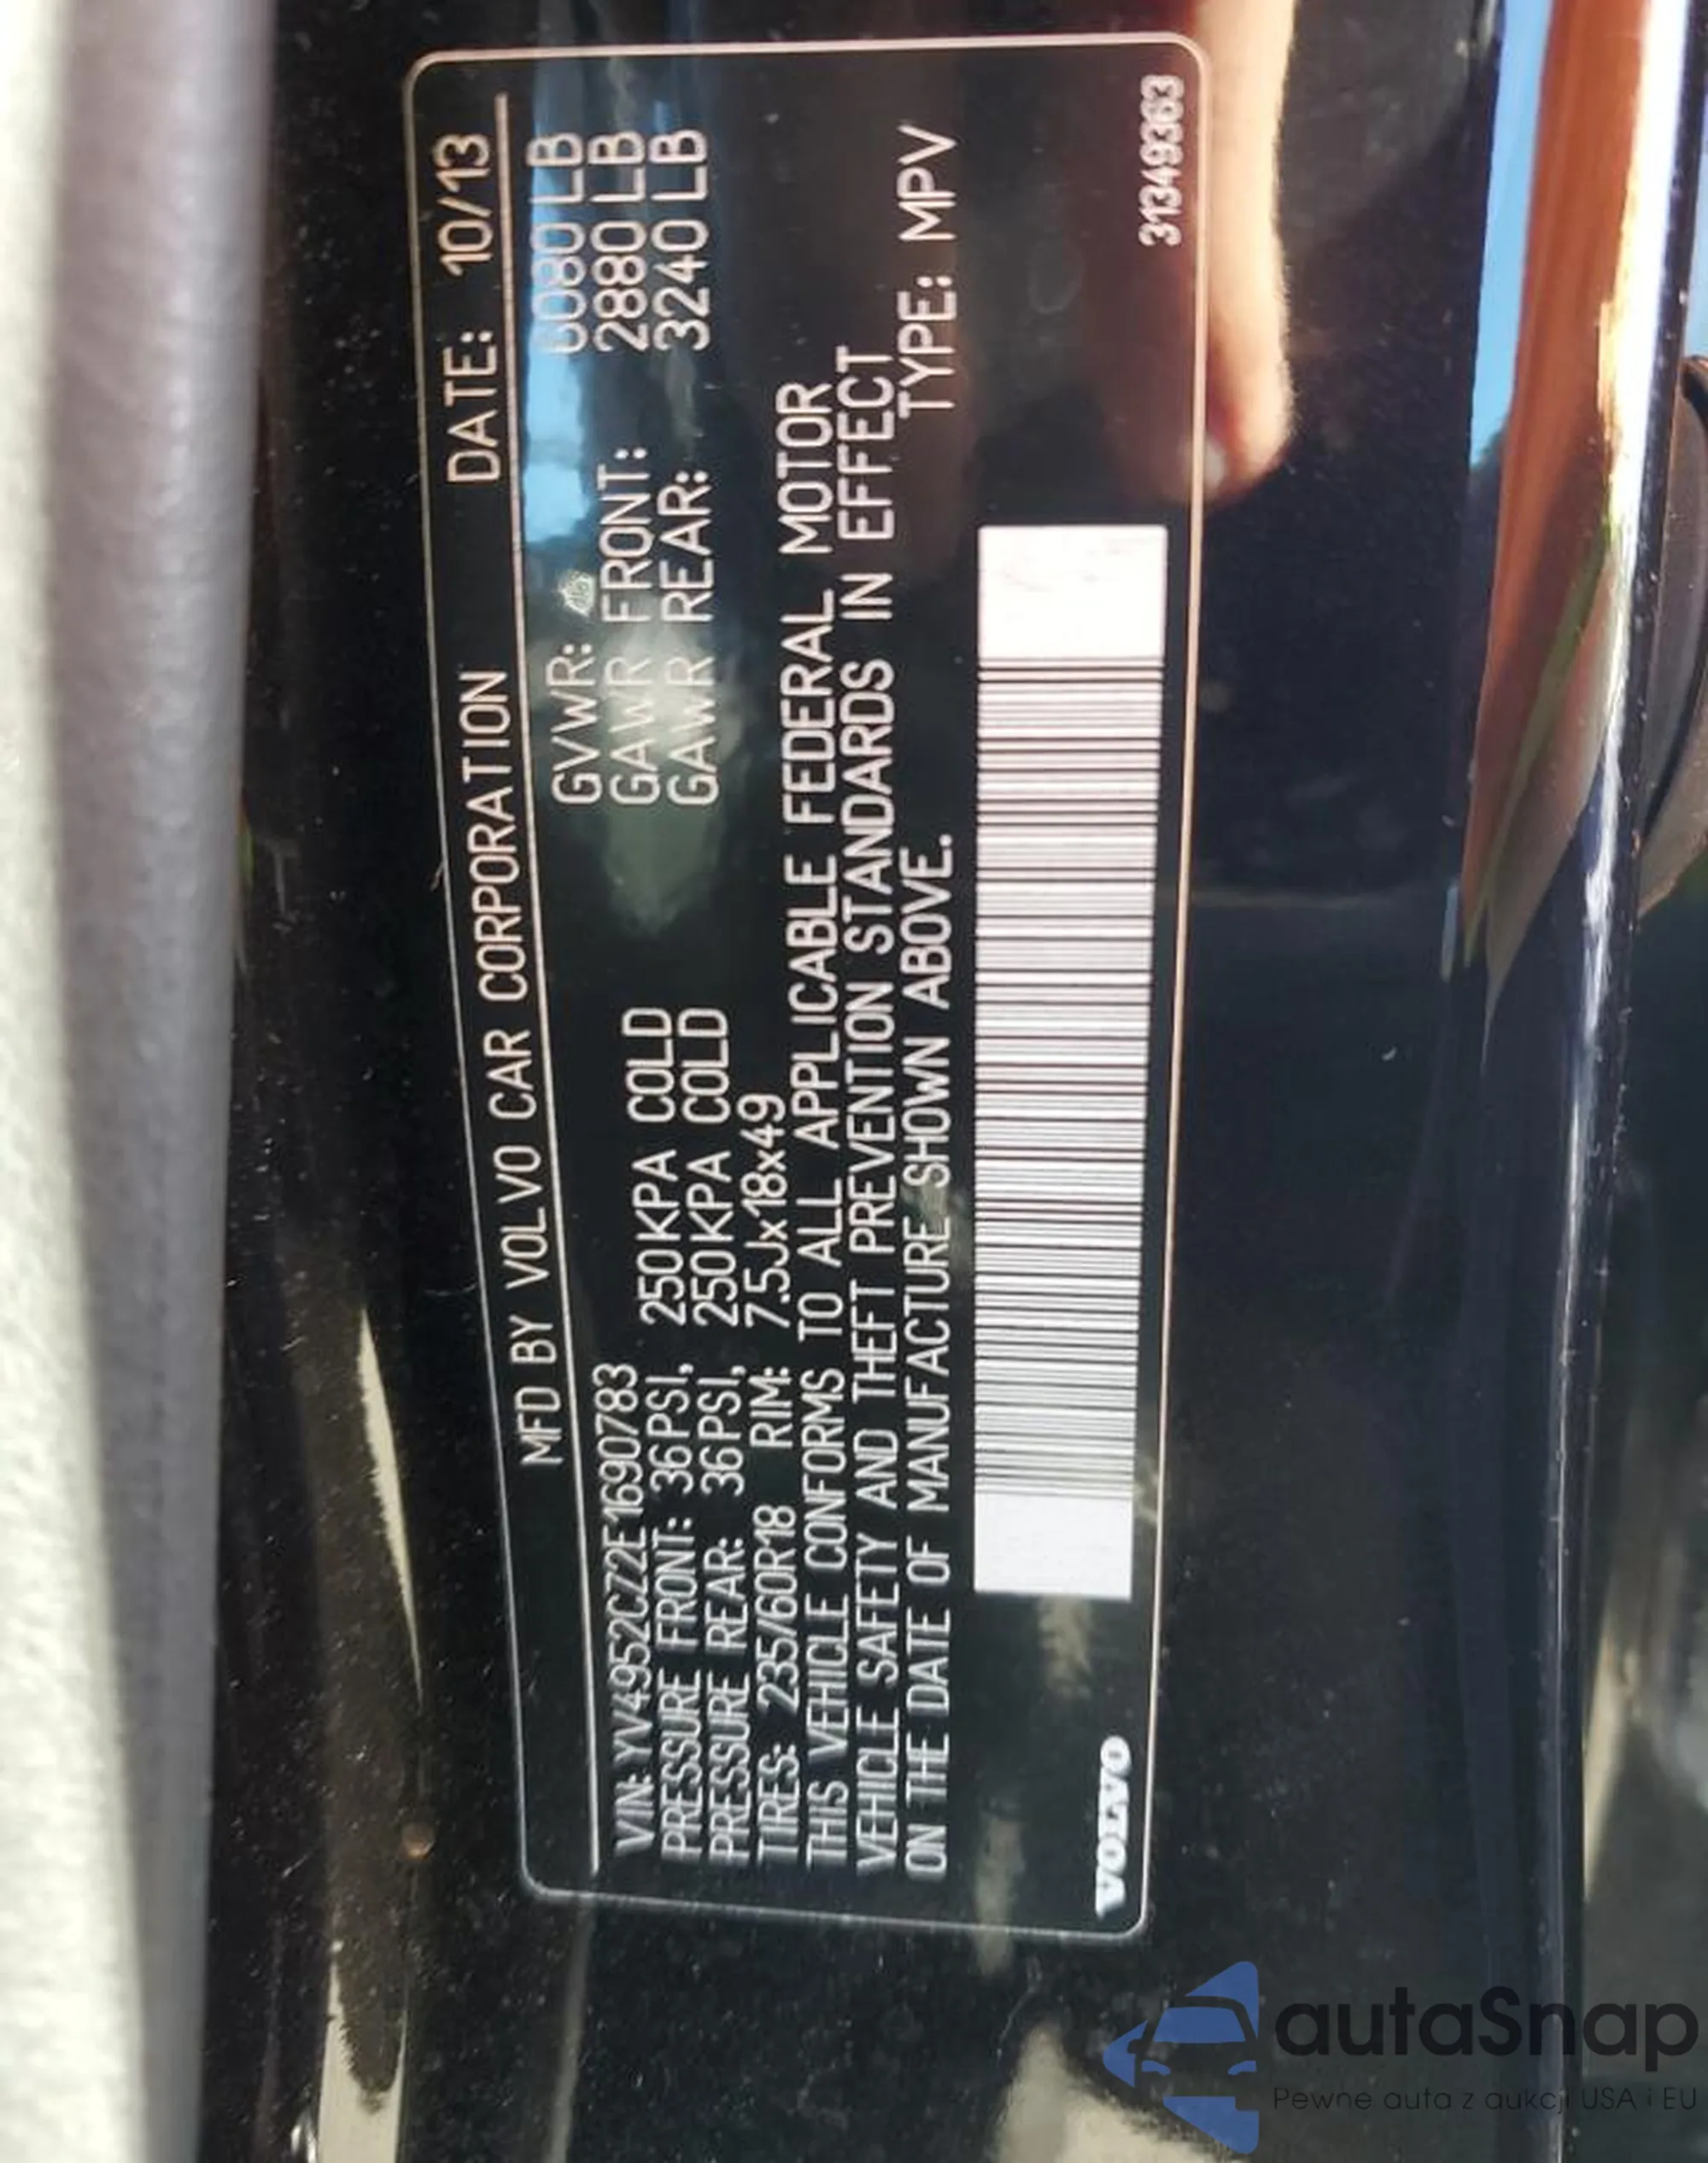 MFD BY VOLVO CAR CORPORATION DATE: 10/13
GVWR: 6080 LB
VIN: YV4952CZ2E1690783 GAWR FRONT: 2880 LB
PRESSURE FRONT: 36PSI, 250KPA COLD GAWR REAR: 3240 LB
PRESSURE REAR: 36PSI, 250KPA COLD
TIRES: 235/60R18 RIM: 7.5Jx18x49
THIS VEHICLE CONFORMS TO ALL APPLICABLE FEDERAL MOTOR
VEHICLE SAFETY AND THEFT PREVENTION STANDARDS IN EFFECT
ON THE DATE OF MANUFACTURE SHOWN ABOVE. TYPE: MPV
VOLVO 31349363
autaSnap
Pewne auta z aukcji USA i EU